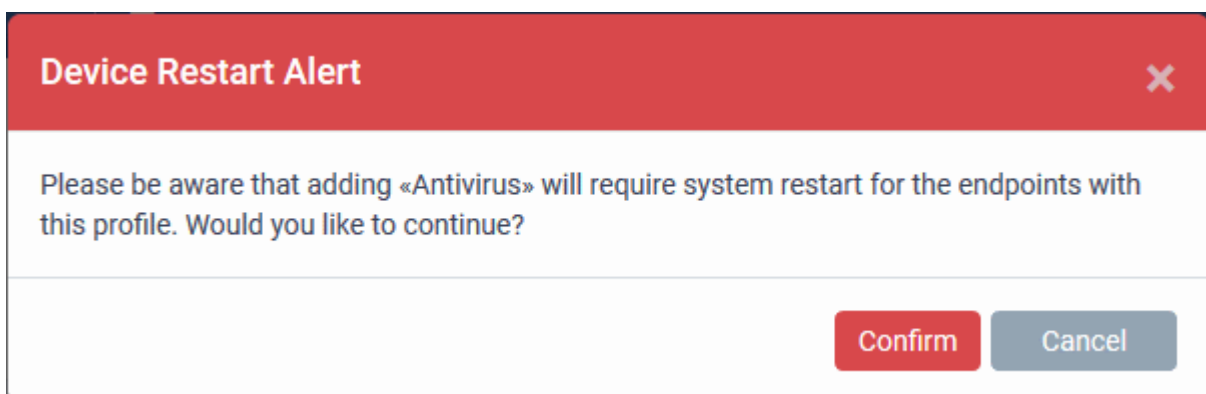 Device Restart Alert
Please be aware that adding «Antivirus» will require system restart for the endpoints with
this profile. Would you like to continue?
Confirm Cancel